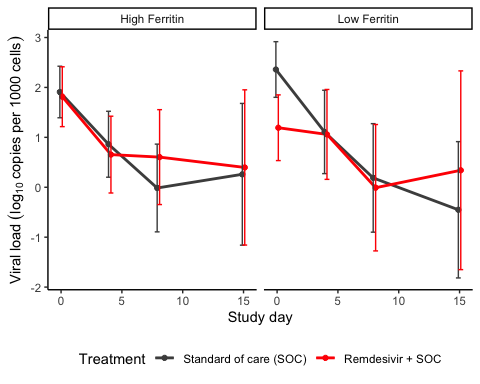 High Ferritin
Low Ferritin
Viral load (log10 copies per 1000 cells)
3
2
1
0
-1
-2
0
5
10
15
0
5
10
15
Study day
Treatment
Standard of care (SOC)
Remdesivir + SOC